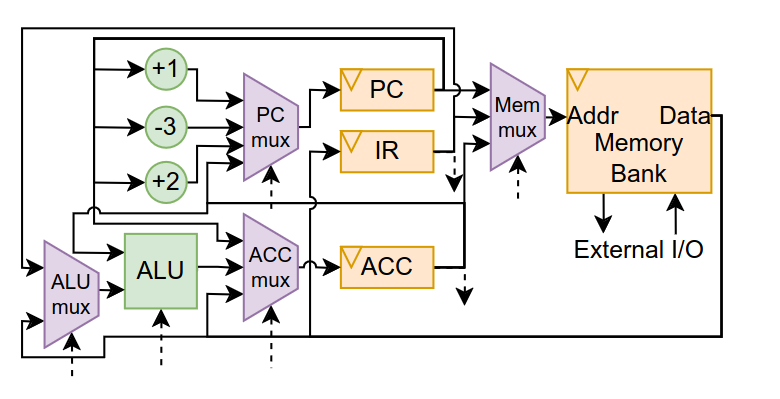 +1
-3
+2
PC
mux
PC
IR
Mem
mux
Addr
Data
Memory
Bank
External I/O
ALU
mux
ALU
ACC
mux
ACC